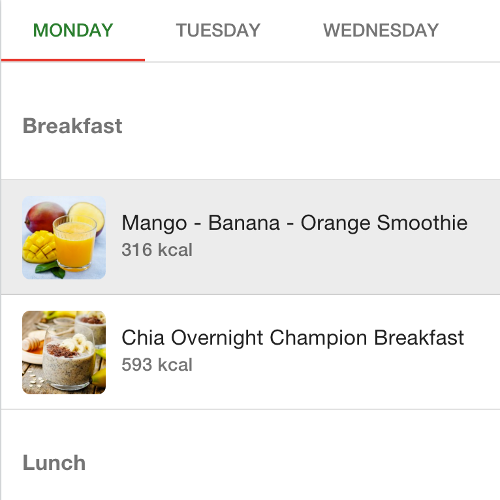 MONDAY TUESDAY WEDNESDAY
Breakfast
Mango - Banana - Orange Smoothie
316 kcal
Chia Overnight Champion Breakfast
593 kcal
Lunch